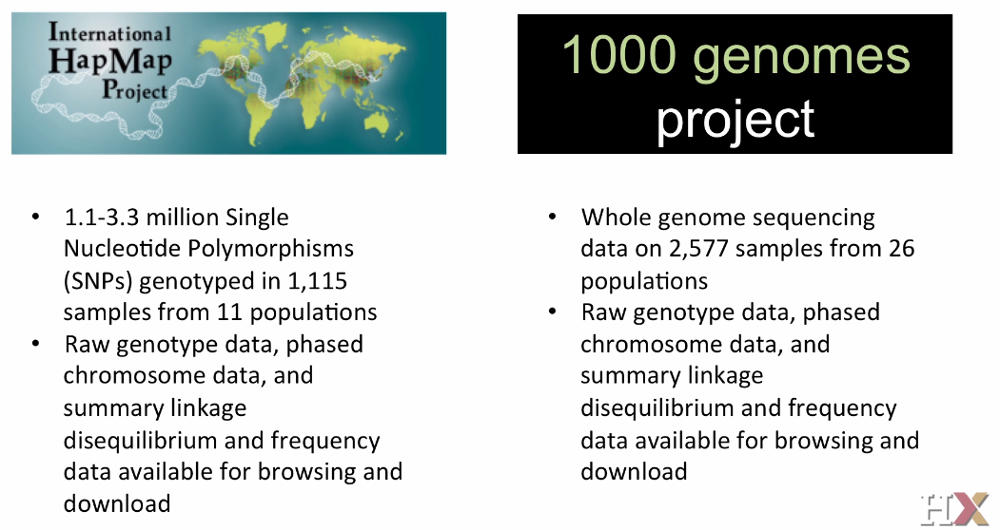 International
HapMap
Project
1000 genomes
project
• 1.1-3.3 million Single
Nucleotide Polymorphisms
(SNPs) genotyped in 1,115
samples from 11 populations
• Raw genotype data, phased
chromosome data, and
summary linkage
disequilibrium and frequency
data available for browsing and
download
• Whole genome sequencing
data on 2,577 samples from 26
populations
• Raw genotype data, phased
chromosome data, and
summary linkage
disequilibrium and frequency
data available for browsing and
download
HX